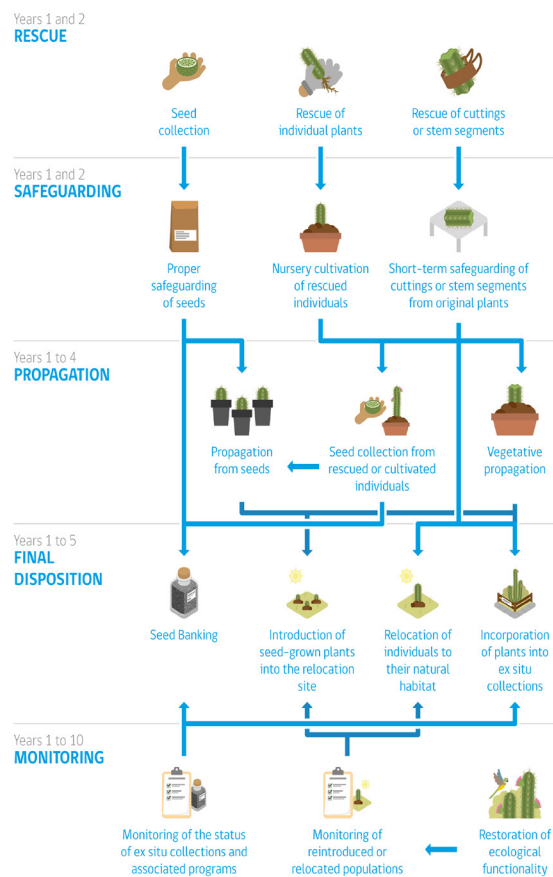 Years 1 and 2
RESCUE
Seed
collection
Rescue of
individual plants
Rescue of cuttings
or stem segments
Years 1 and 2
SAFEGUARDING
Proper
safeguarding
of seeds
Nursery cultivation
of rescued
individuals
Short-term safeguarding of
cuttings or stem segments
from original plants
Years 1 to 4
PROPAGATION
Propagation
from seeds
Seed collection from
rescued or cultivated
individuals
Vegetative
propagation
Years 1 to 5
FINAL
DISPOSITION
Seed Banking
Introduction of
seed-grown plants
into the relocation
site
Relocation of
individuals to
their natural
habitat
Incorporation
of plants into
ex situ
collections
Years 1 to 10
MONITORING
Monitoring of the status
of ex situ collections and
associated programs
Monitoring of
reintroduced or
relocated populations
Restoration of
ecological
functionality